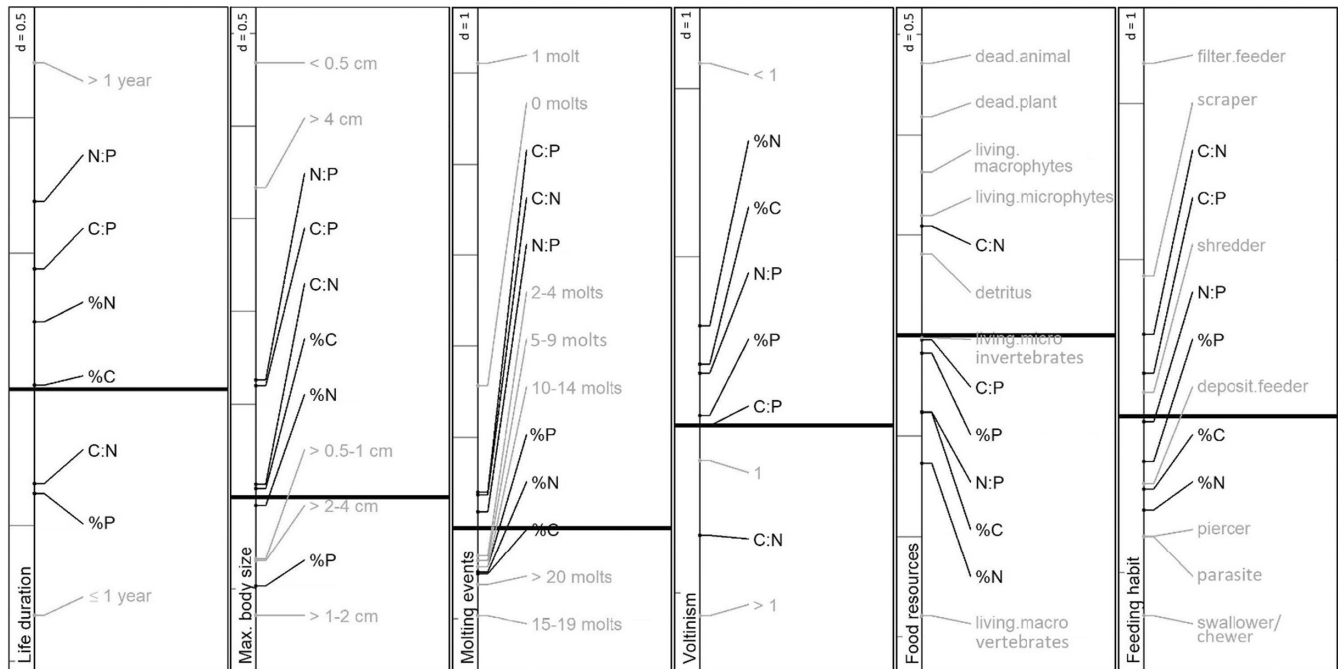 d = 0.5
> 1 year
N:P
C:P
%N
%C
C:N
%P
≤ 1 year
Life duration
d = 0.5
< 0.5 cm
> 4 cm
N:P
C:P
C:N
%C
%N
> 0.5-1 cm
> 2-4 cm
%P
> 1-2 cm
Max. body size
d = 1
1 molt
0 molts
C:P
C:N
N:P
2-4 molts
5-9 molts
10-14 molts
%P
%N
%C
> 20 molts
15-19 molts
Molting events
d = 1
< 1
%N
%C
N:P
%P
C:P
1
C:N
> 1
Voltinism
d = 0.5
dead.animal
dead.plant
living.
macrophytes
living.microphytes
C:N
detritus
living.micro
invertebrates
C:P
%P
N:P
%C
%N
living.macro
vertebrates
Food resources
d = 1
filter.feeder
scraper
C:N
C:P
shredder
N:P
%P
deposit.feeder
%C
%N
piercer
parasite
swallower/
chewer
Feeding habit